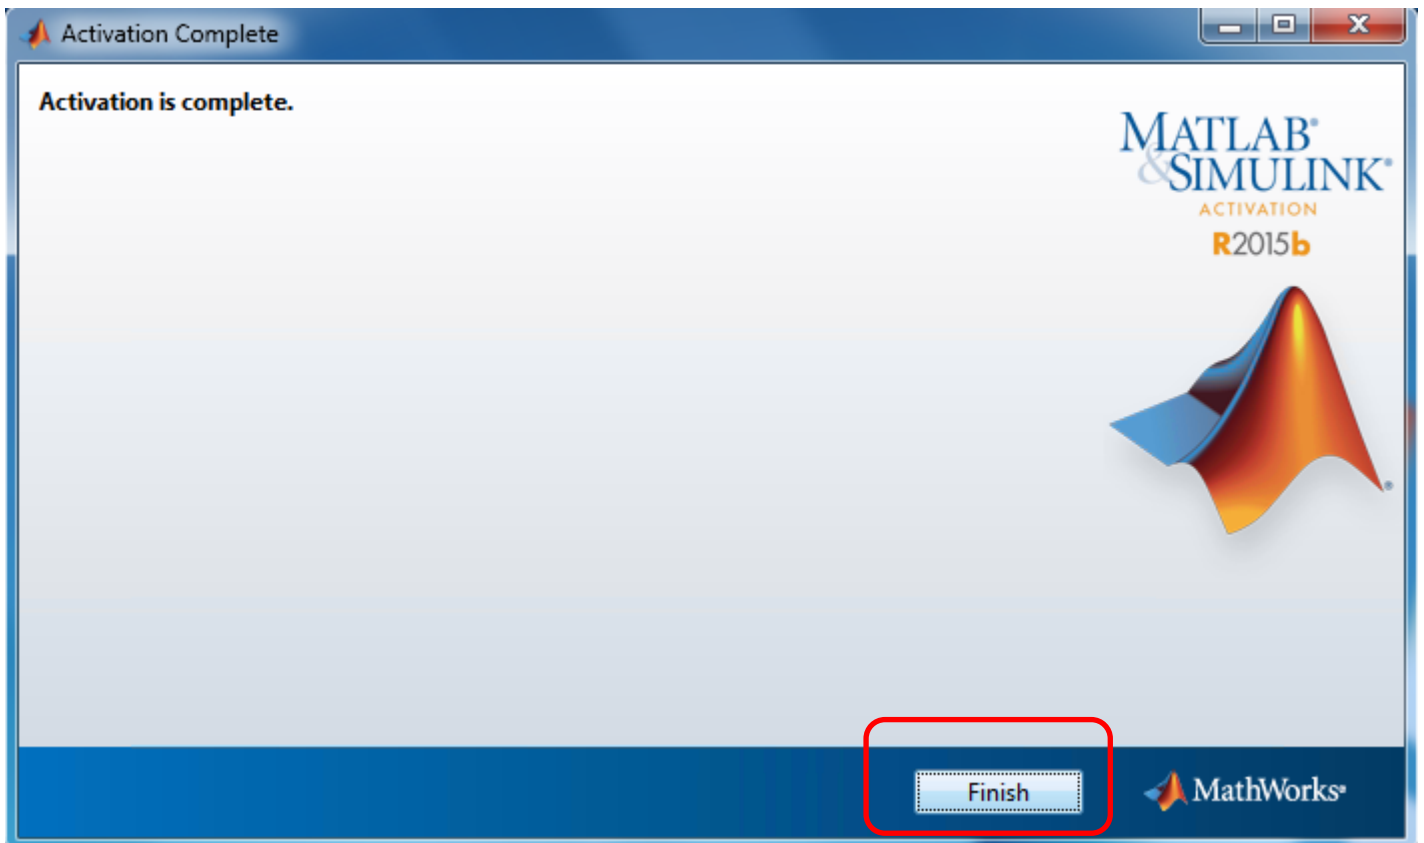 Activation Complete
Activation is complete.
MATLAB®
&SIMULINK®
ACTIVATION
R2015b
®
Finish
MathWorks®